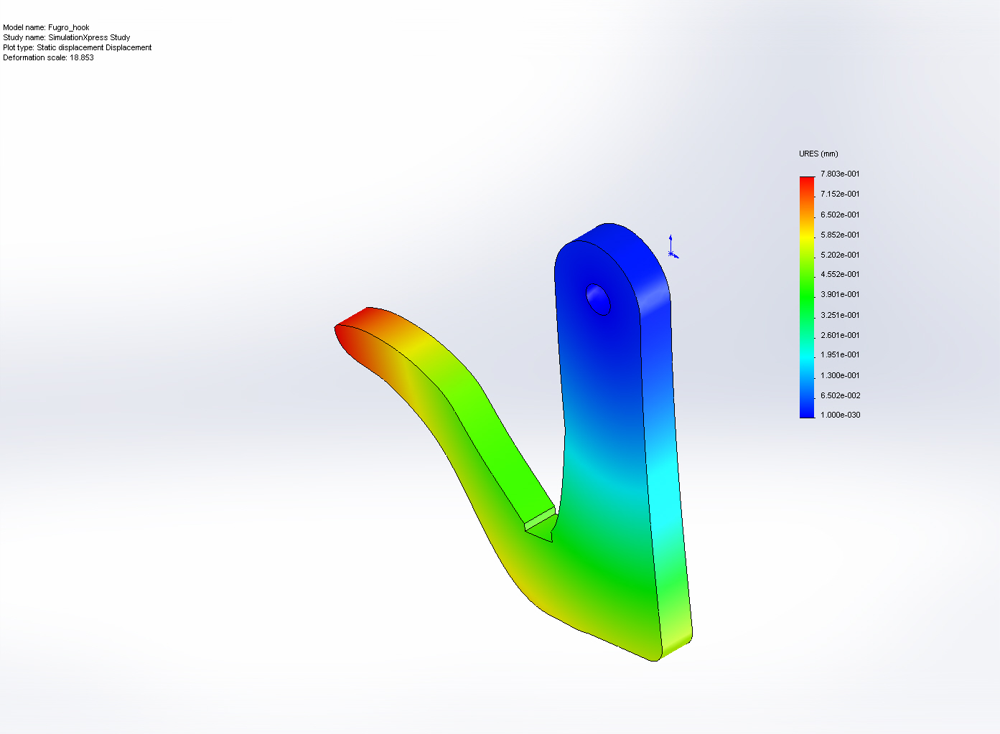 Model name: Fugro_hook
Study name: SimulationXpress Study
Plot type: Static displacement Displacement
Deformation scale: 18.853
URES (mm)
7.803e-001
7.152e-001
6.502e-001
5.852e-001
5.202e-001
4.552e-001
3.901e-001
3.251e-001
2.601e-001
1.951e-001
1.300e-001
6.502e-002
1.000e-030